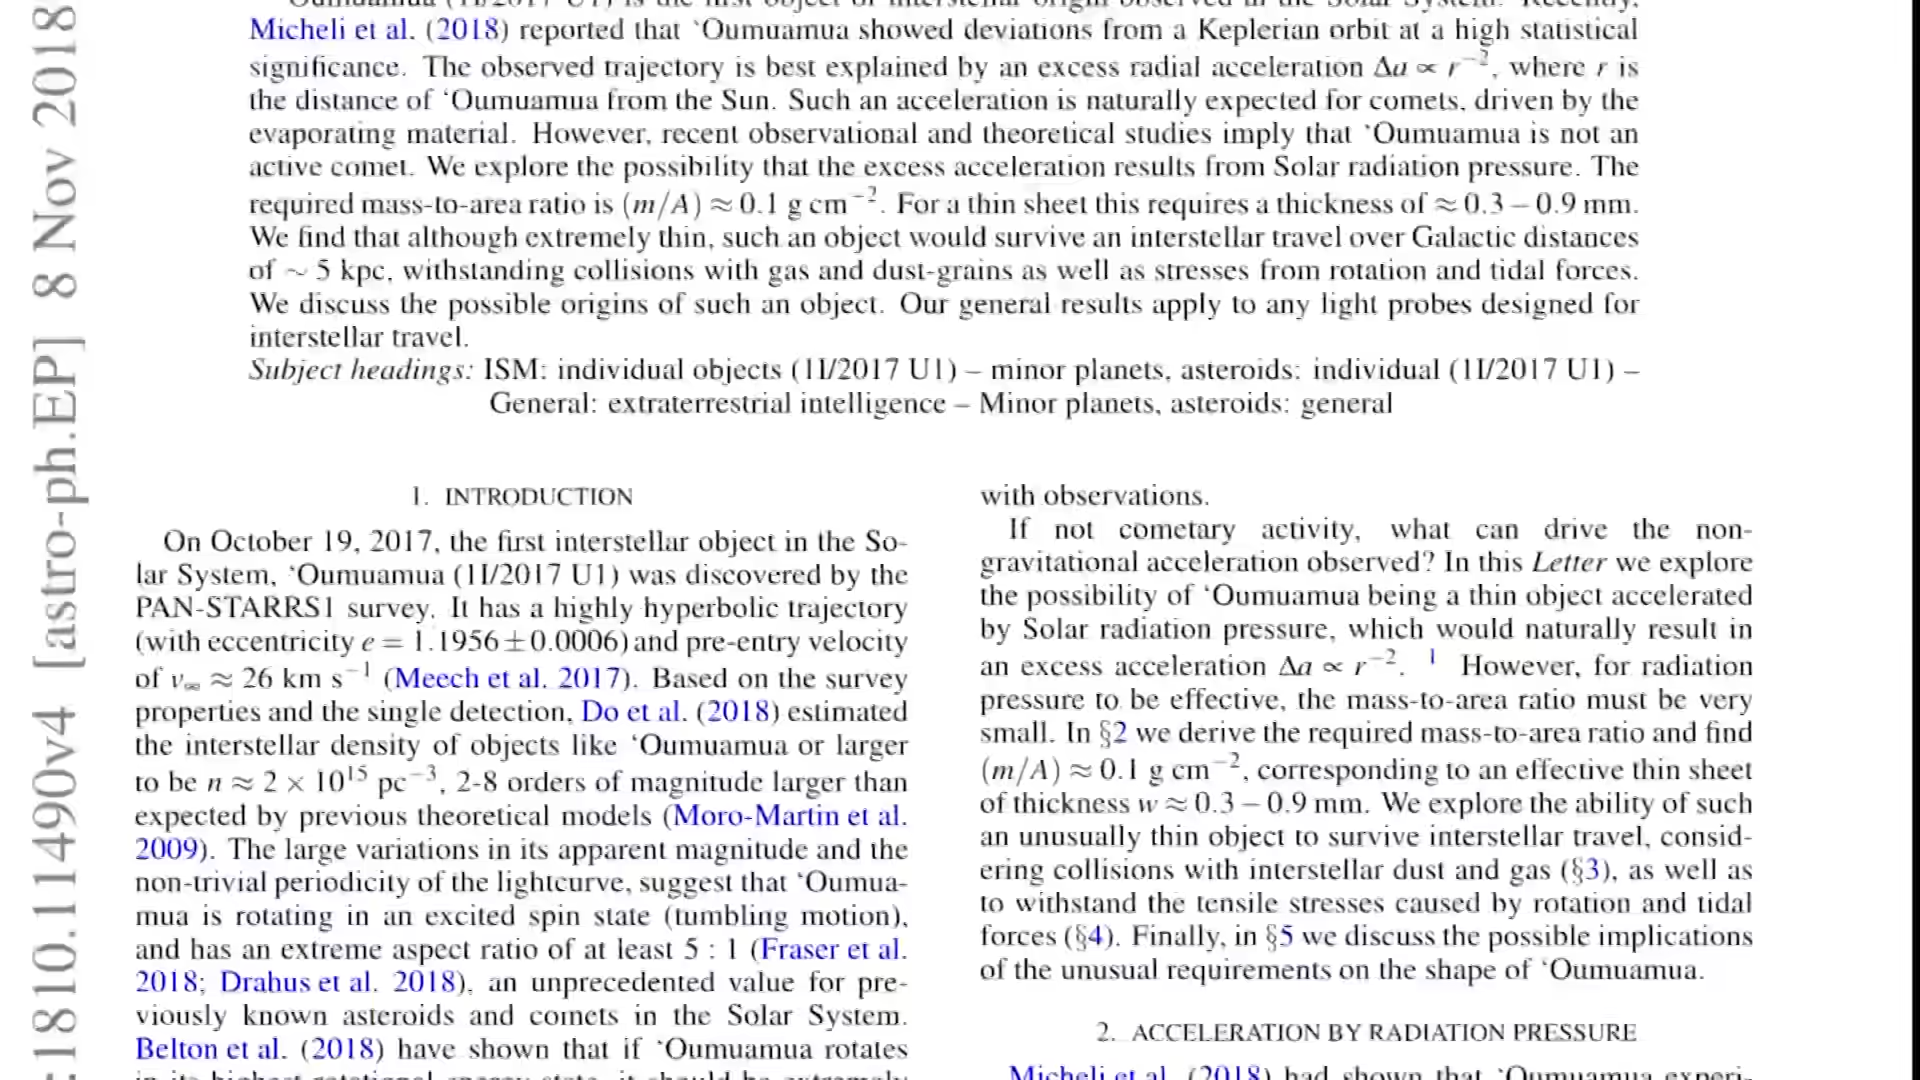 Micheli et al. (2018) reported that ‘Oumuamua showed deviations from a Keplerian orbit at a high statistical
significance. The observed trajectory is best explained by an excess radial acceleration Δa ∝ r⁻², where r is
the distance of ‘Oumuamua from the Sun. Such an acceleration is naturally expected for comets, driven by the
evaporating material. However, recent observational and theoretical studies imply that ‘Oumuamua is not an
active comet. We explore the possibility that the excess acceleration results from Solar radiation pressure. The
required mass-to-area ratio is (m/A) ≈ 0.1 g cm⁻². For a thin sheet this requires a thickness of ≈ 0.3 – 0.9 mm.
We find that although extremely thin, such an object would survive an interstellar travel over Galactic distances
of ∼ 5 kpc, withstanding collisions with gas and dust-grains as well as stresses from rotation and tidal forces.
We discuss the possible origins of such an object. Our general results apply to any light probes designed for
interstellar travel.
Subject headings: ISM: individual objects (1I/2017 U1) – minor planets, asteroids: individual (1I/2017 U1) –
General: extraterrestrial intelligence – Minor planets, asteroids: general
1. INTRODUCTION
On October 19, 2017, the first interstellar object in the So-
lar System, ‘Oumuamua (1I/2017 U1) was discovered by the
PAN-STARRS1 survey. It has a highly hyperbolic trajectory
(with eccentricity e = 1.1956 ± 0.0006) and pre-entry velocity
of v∞ ≈ 26 km s⁻¹ (Meech et al. 2017). Based on the survey
properties and the single detection, Do et al. (2018) estimated
the interstellar density of objects like ‘Oumuamua or larger
to be n ≈ 2 × 10¹⁵ pc⁻³, 2-8 orders of magnitude larger than
expected by previous theoretical models (Moro-Martin et al.
2009). The large variations in its apparent magnitude and the
non-trivial periodicity of the lightcurve, suggest that ‘Oumua-
mua is rotating in an excited spin state (tumbling motion),
and has an extreme aspect ratio of at least 5 : 1 (Fraser et al.
2018; Drahus et al. 2018), an unprecedented value for pre-
viously known asteroids and comets in the Solar System.
Belton et al. (2018) have shown that if ‘Oumuamua rotates
with observations.
If not cometary activity, what can drive the non-
gravitational acceleration observed? In this Letter we explore
the possibility of ‘Oumuamua being a thin object accelerated
by Solar radiation pressure, which would naturally result in
an excess acceleration Δa ∝ r⁻². ¹ However, for radiation
pressure to be effective, the mass-to-area ratio must be very
small. In §2 we derive the required mass-to-area ratio and find
(m/A) ≈ 0.1 g cm⁻², corresponding to an effective thin sheet
of thickness w ≈ 0.3 – 0.9 mm. We explore the ability of such
an unusually thin object to survive interstellar travel, consid-
ering collisions with interstellar dust and gas (§3), as well as
to withstand the tensile stresses caused by rotation and tidal
forces (§4). Finally, in §5 we discuss the possible implications
of the unusual requirements on the shape of ‘Oumuamua.
2. ACCELERATION BY RADIATION PRESSURE
Micheli et al. (2018) had shown that ‘Oumuamua experi-
:1810.11490v4 [astro-ph.EP] 8 Nov 2018